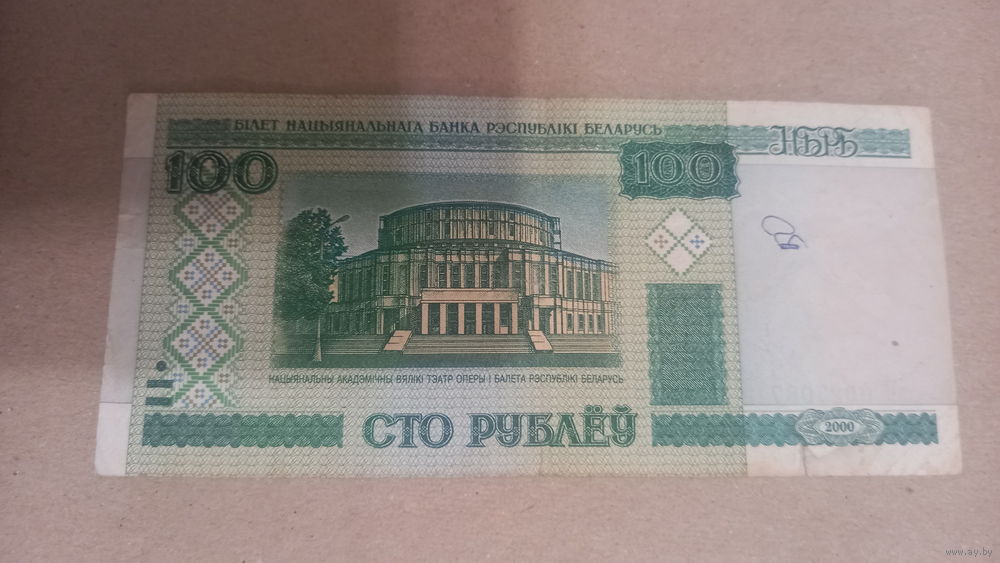 БІЛЕТ НАЦЫЯНАЛЬНАГА БАНКА РЭСПУБЛІКІ БЕЛАРУСЬ
НБРБ
100
100
НАЦЫЯНАЛЬНЫ АКАДЭМІЧНЫ ВЯЛІКІ ТЭАТР ОПЕРЫ І БАЛЕТА РЭСПУБЛІКІ БЕЛАРУСЬ
СТО РУБЛЁЎ
2000
www.ay.by